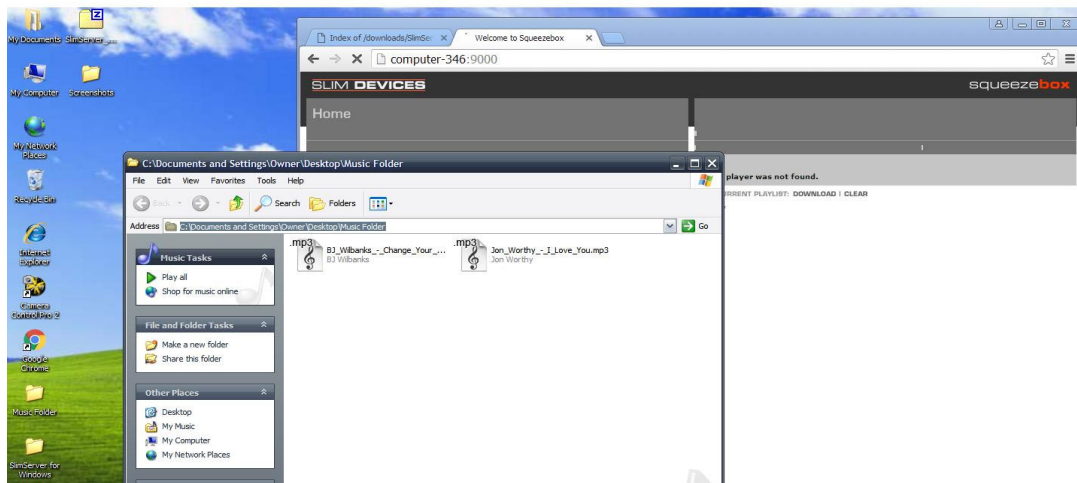 My Documents
SlimServer_...
My Computer
Screenshots
My Network
Places
Recycle Bin
Internet
Explorer
Camera
Control Pro 2
Google
Chrome
Music Folder
SlimServer for
Windows
Index of /downloads/SlimSer
Welcome to Squeezebox
computer-346:9000
SLIM DEVICES
squeezebox
Home
player was not found.
CURRENT PLAYLIST: DOWNLOAD | CLEAR
C:\Documents and Settings\Owner\Desktop\Music Folder
File Edit View Favorites Tools Help
Back Search Folders
Address C:\Documents and Settings\Owner\Desktop\Music Folder Go
Music Tasks
Play all
Shop for music online
File and Folder Tasks
Make a new folder
Share this folder
Other Places
Desktop
My Music
My Computer
My Network Places
.mp3
BJ_Wilbanks_-_Change_Your_...
BJ Wilbanks
.mp3
Jon_Worthy_-_I_Love_You.mp3
Jon Worthy